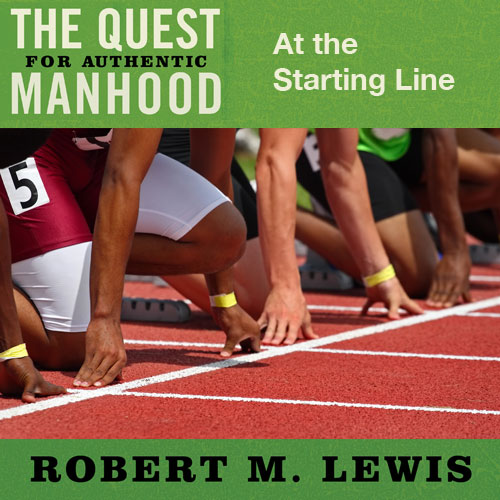 THE QUEST
FOR AUTHENTIC
MANHOOD
At the
Starting Line
5
ROBERT M. LEWIS